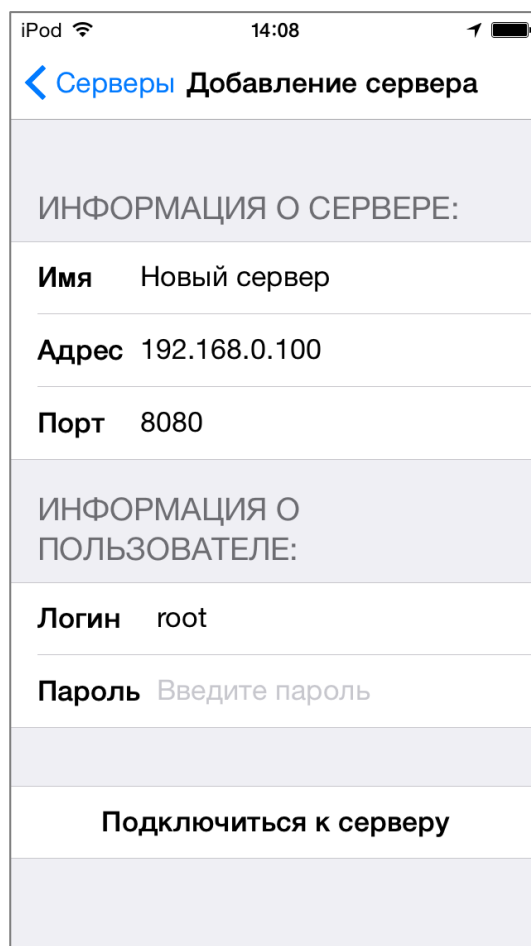 iPod 14:08
Серверы Добавление сервера
ИНФОРМАЦИЯ О СЕРВЕРЕ:
Имя Новый сервер
Адрес 192.168.0.100
Порт 8080
ИНФОРМАЦИЯ О
ПОЛЬЗОВАТЕЛЕ:
Логин root
Пароль Введите пароль
Подключиться к серверу